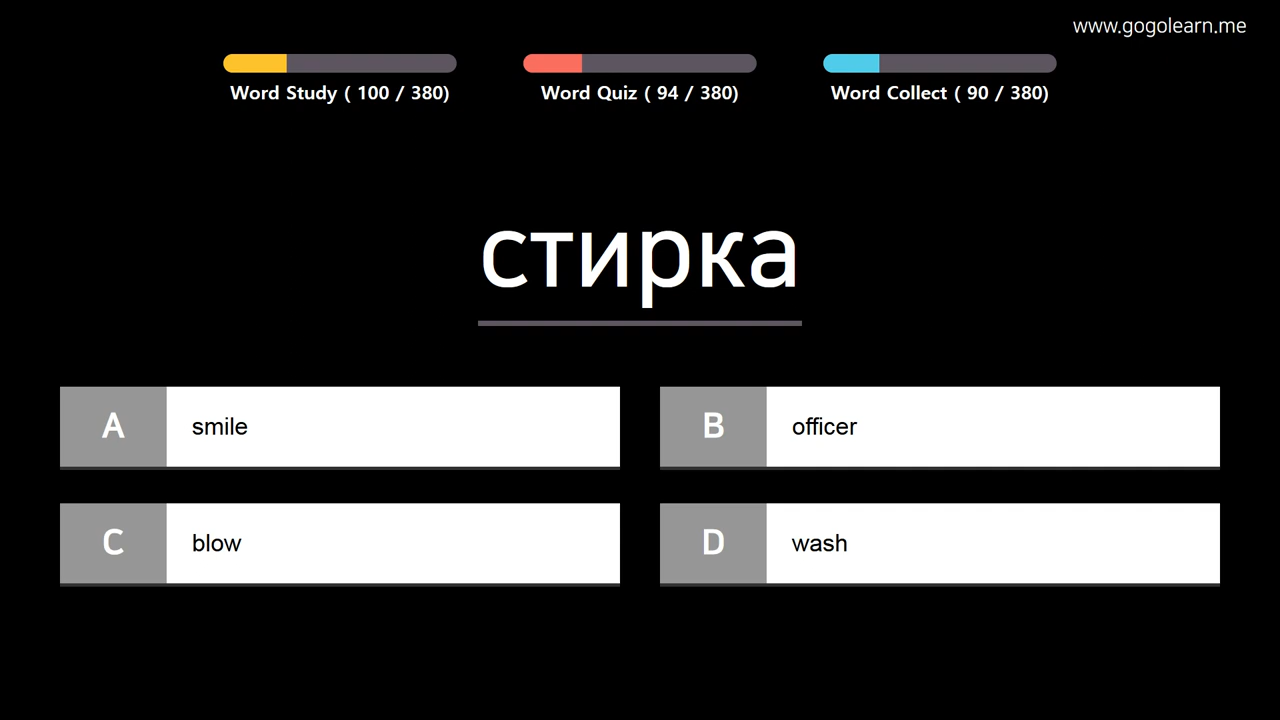 www.gogolearn.me
Word Study ( 100 / 380)
Word Quiz ( 94 / 380)
Word Collect ( 90 / 380)
стирка
A smile
B officer
C blow
D wash